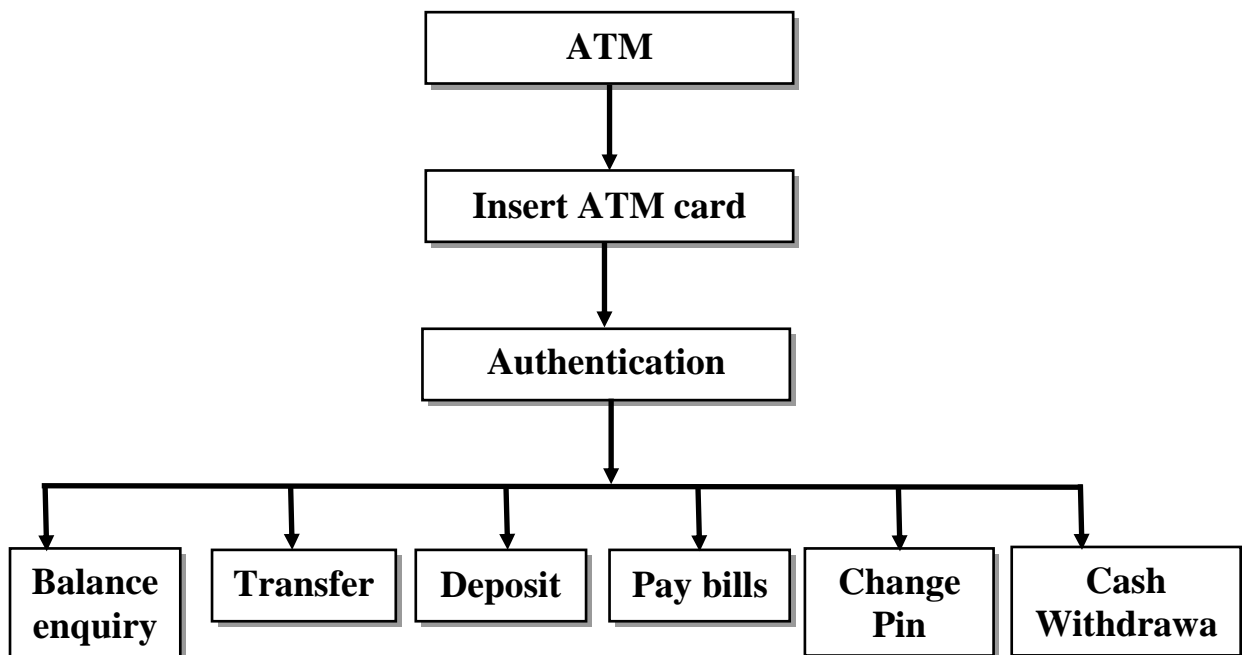 ATM
Insert ATM card
Authentication
Balance
enquiry
Transfer
Deposit
Pay bills
Change
Pin
Cash
Withdrawa